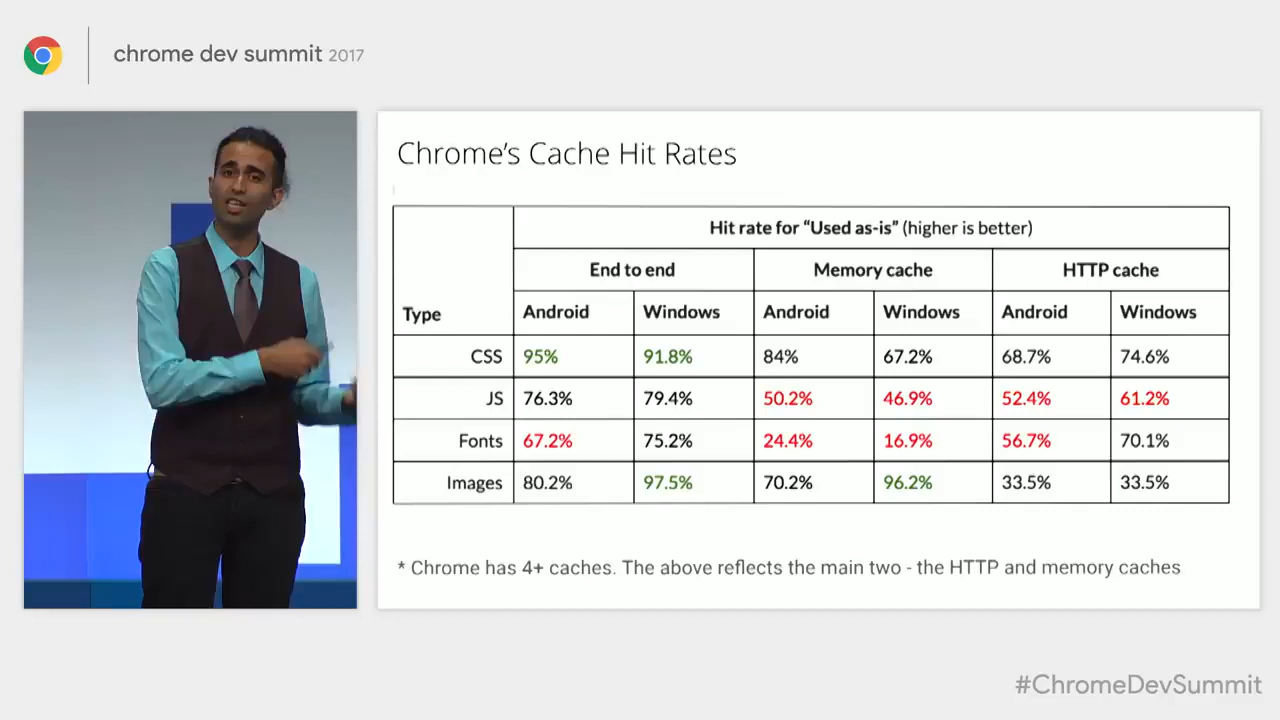 chrome dev summit 2017
Chrome's Cache Hit Rates
Hit rate for “Used as-is” (higher is better)
End to end Memory cache HTTP cache
Type Android Windows Android Windows Android Windows
CSS 95% 91.8% 84% 67.2% 68.7% 74.6%
JS 76.3% 79.4% 50.2% 46.9% 52.4% 61.2%
Fonts 67.2% 75.2% 24.4% 16.9% 56.7% 70.1%
Images 80.2% 97.5% 70.2% 96.2% 33.5% 33.5%
* Chrome has 4+ caches. The above reflects the main two - the HTTP and memory caches
#ChromeDevSummit